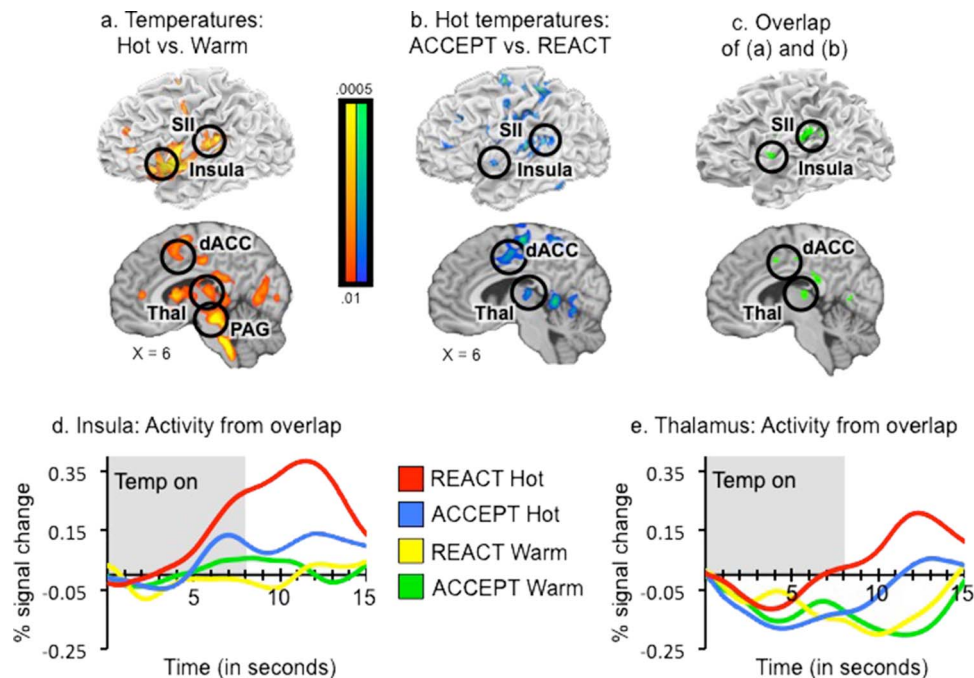 a. Temperatures:
Hot vs. Warm
b. Hot temperatures:
ACCEPT vs. REACT
c. Overlap
of (a) and (b)
SII
Insula
.0005
.01
SII
Insula
SII
Insula
dACC
Thal
PAG
X = 6
dACC
Thal
X = 6
dACC
Thal
d. Insula: Activity from overlap
% signal change
0.35
0.15
-0.05
-0.25
Temp on
5
10
15
Time (in seconds)
REACT Hot
ACCEPT Hot
REACT Warm
ACCEPT Warm
e. Thalamus: Activity from overlap
% signal change
0.35
0.15
-0.05
-0.25
Temp on
5
10
15
Time (in seconds)